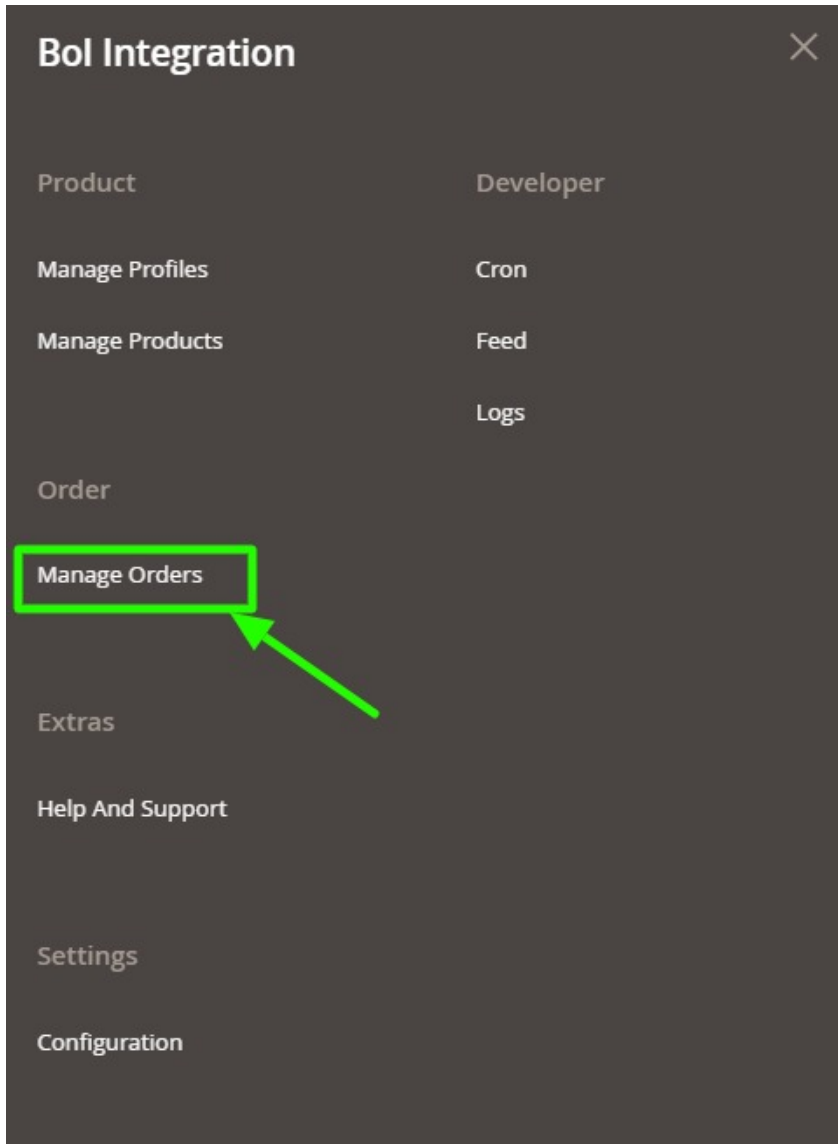 Bol Integration
Product
Manage Profiles
Manage Products
Order
Manage Orders
Extras
Help And Support
Settings
Configuration
Developer
Cron
Feed
Logs